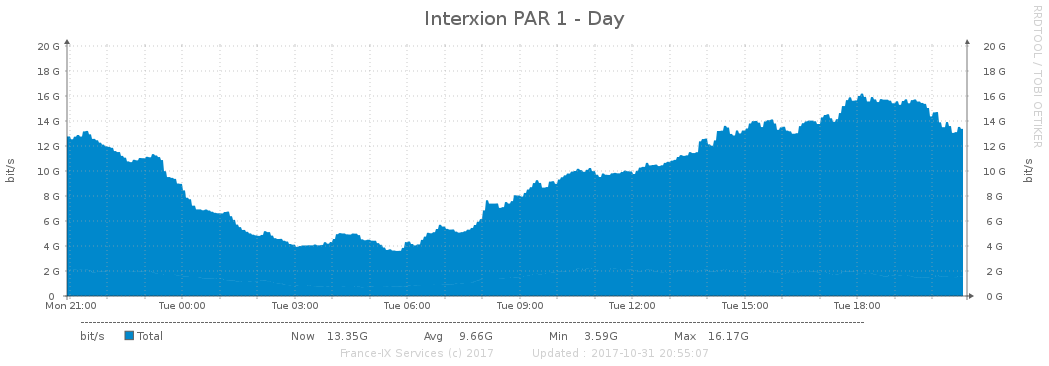 Interxion PAR 1 - Day
RRDTOOL / TOBI OETIKER
bit/s
bit/s
20 G 20 G
18 G 18 G
16 G 16 G
14 G 14 G
12 G 12 G
10 G 10 G
8 G 8 G
6 G 6 G
4 G 4 G
2 G 2 G
0 0 G
Mon 21:00 Tue 00:00 Tue 03:00 Tue 06:00 Tue 09:00 Tue 12:00 Tue 15:00 Tue 18:00
bit/s Total Now 13.35G Avg 9.66G Min 3.59G Max 16.17G
France-IX Services (c) 2017 Updated : 2017-10-31 20:55:07